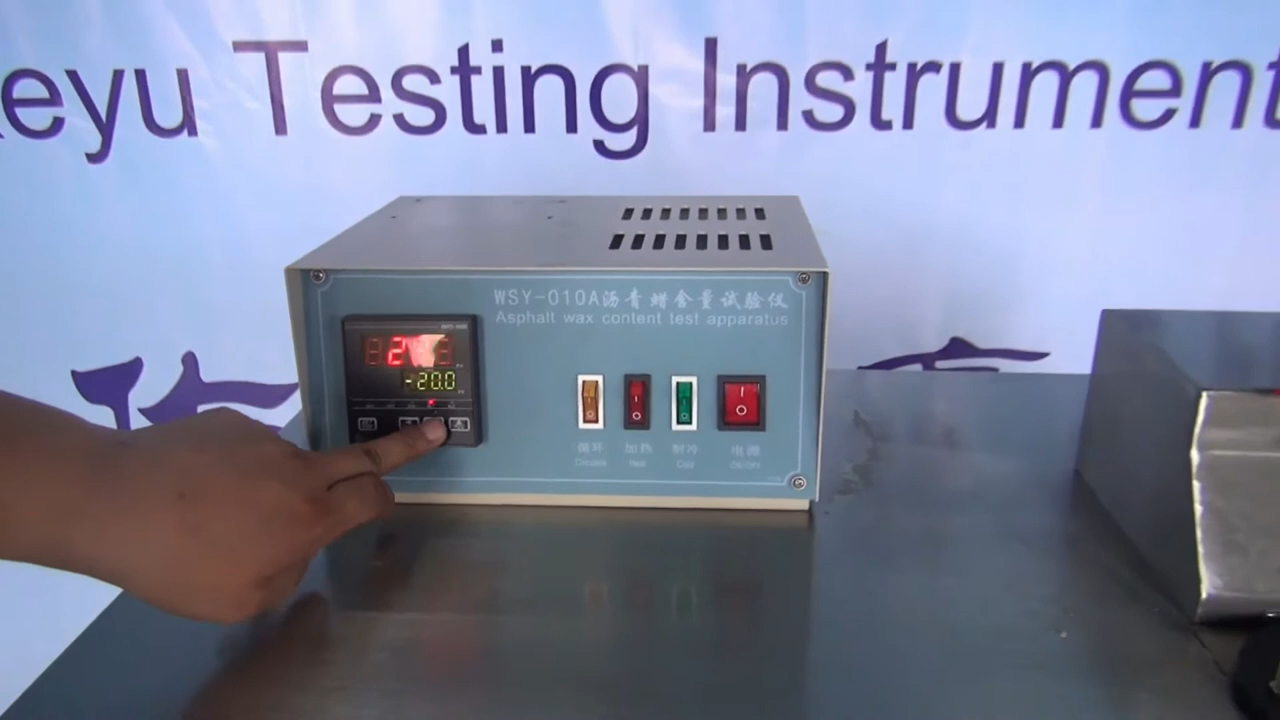 eyu Testing Instrument
WSY-010A沥青蜡含量试验仪
Asphalt wax content test apparatus
-20.0
循环 加热 制冷 电源
Circulate Heat Cool ON/OFF